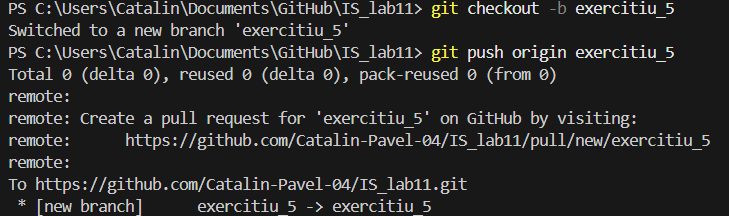 PS C:\Users\Catalin\Documents\GitHub\IS_lab11> git checkout -b exercitiu_5
Switched to a new branch 'exercitiu_5'
PS C:\Users\Catalin\Documents\GitHub\IS_lab11> git push origin exercitiu_5
Total 0 (delta 0), reused 0 (delta 0), pack-reused 0 (from 0)
remote:
remote: Create a pull request for 'exercitiu_5' on GitHub by visiting:
remote:      https://github.com/Catalin-Pavel-04/IS_lab11/pull/new/exercitiu_5
remote:
To https://github.com/Catalin-Pavel-04/IS_lab11.git
 * [new branch]      exercitiu_5 -> exercitiu_5